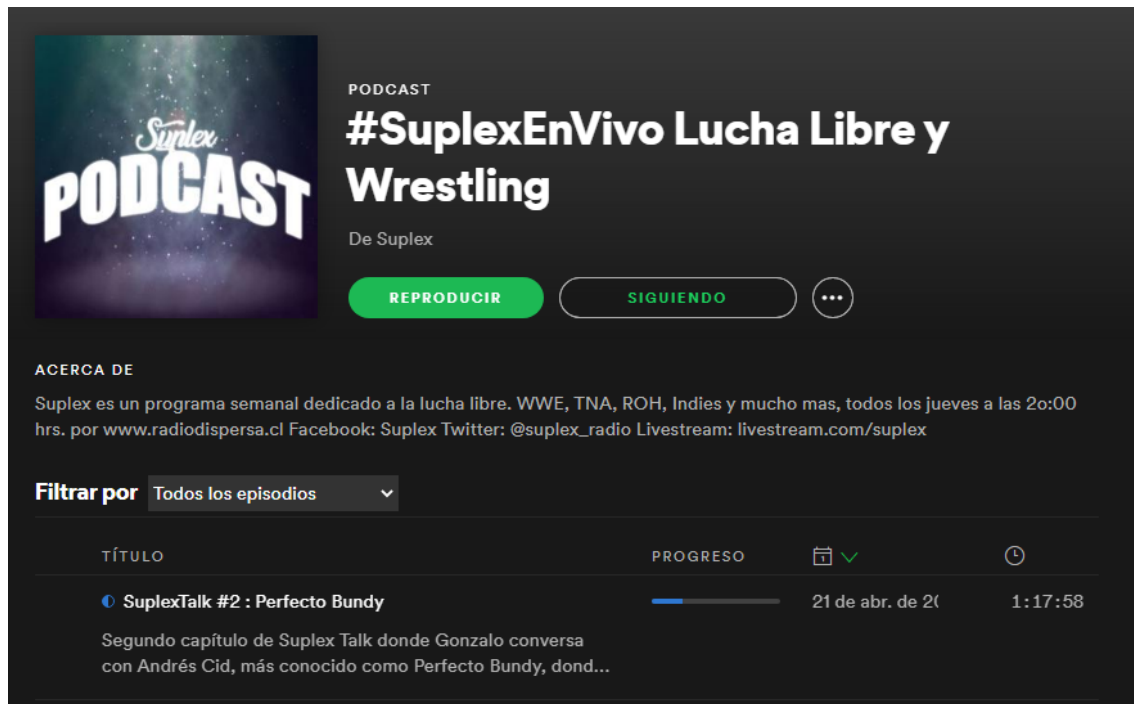 Suplex
PODCAST
PODCAST
#SuplexEnVivo Lucha Libre y
Wrestling
De Suplex
REPRODUCIR
SIGUIENDO
ACERCA DE
Suplex es un programa semanal dedicado a la lucha libre. WWE, TNA, ROH, Indies y mucho mas, todos los jueves a las 2o:00
hrs. por www.radiodispersa.cl Facebook: Suplex Twitter: @suplex_radio Livestream: livestream.com/suplex
Filtrar por Todos los episodios
TÍTULO PROGRESO
SuplexTalk #2 : Perfecto Bundy 21 de abr. de 1:17:58
Segundo capítulo de Suplex Talk donde Gonzalo conversa
con Andrés Cid, más conocido como Perfecto Bundy, dond...